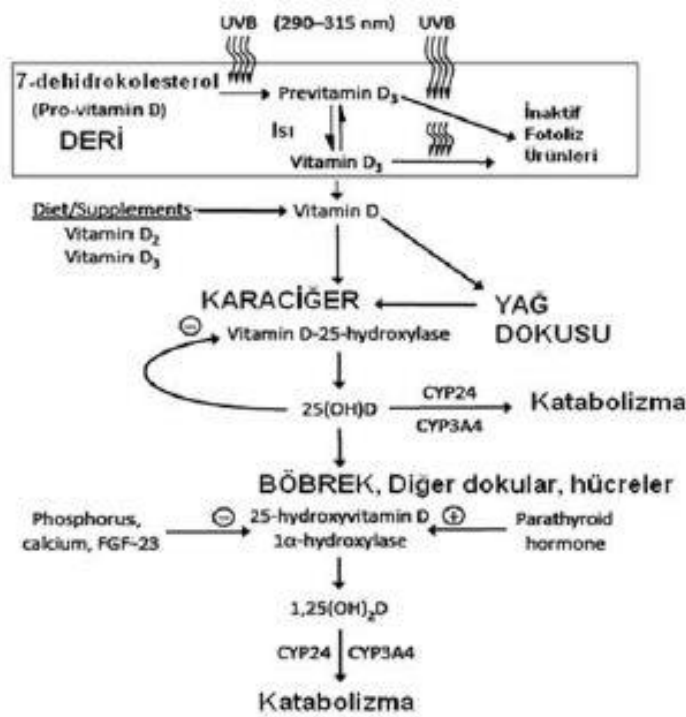 UVB (290–315 nm) UVB
7-dehidrokolesterol
(Pro-vitamin D)
DERİ
Previtamin D₃
Isı
Vitamin D₃
İnaktif
Fotoliz
Ürünleri
Diet/Supplements
Vitamin D₂
Vitamin D₃
Vitamin D
KARACİĞER
Vitamin D-25-hydroxylase
YAĞ
DOKUSU
25(OH)D
CYP24
CYP3A4
Katabolizma
BÖBREK, Diğer dokular, hücreler
Phosphorus,
calcium, FGF-23
25-hydroxyvitamin D
1α-hydroxylase
Parathyroid
hormone
1,25(OH)₂D
CYP24 CYP3A4
Katabolizma